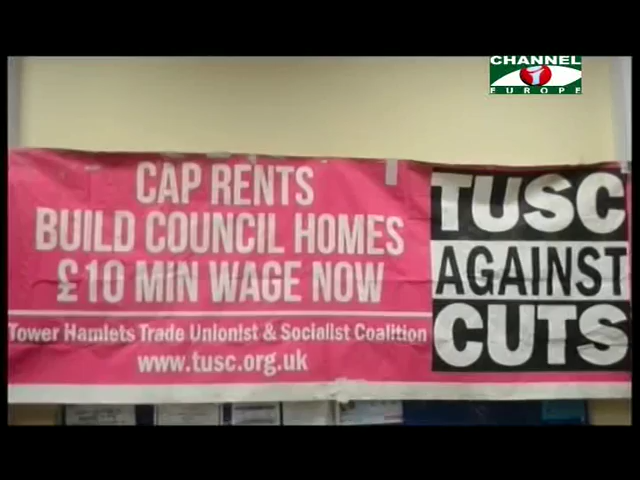 CHANNEL
i
EUROPE
CAP RENTS
BUILD COUNCIL HOMES
£10 MIN WAGE NOW
Tower Hamlets Trade Unionist & Socialist Coalition
www.tusc.org.uk
TUSC
AGAINST
CUTS